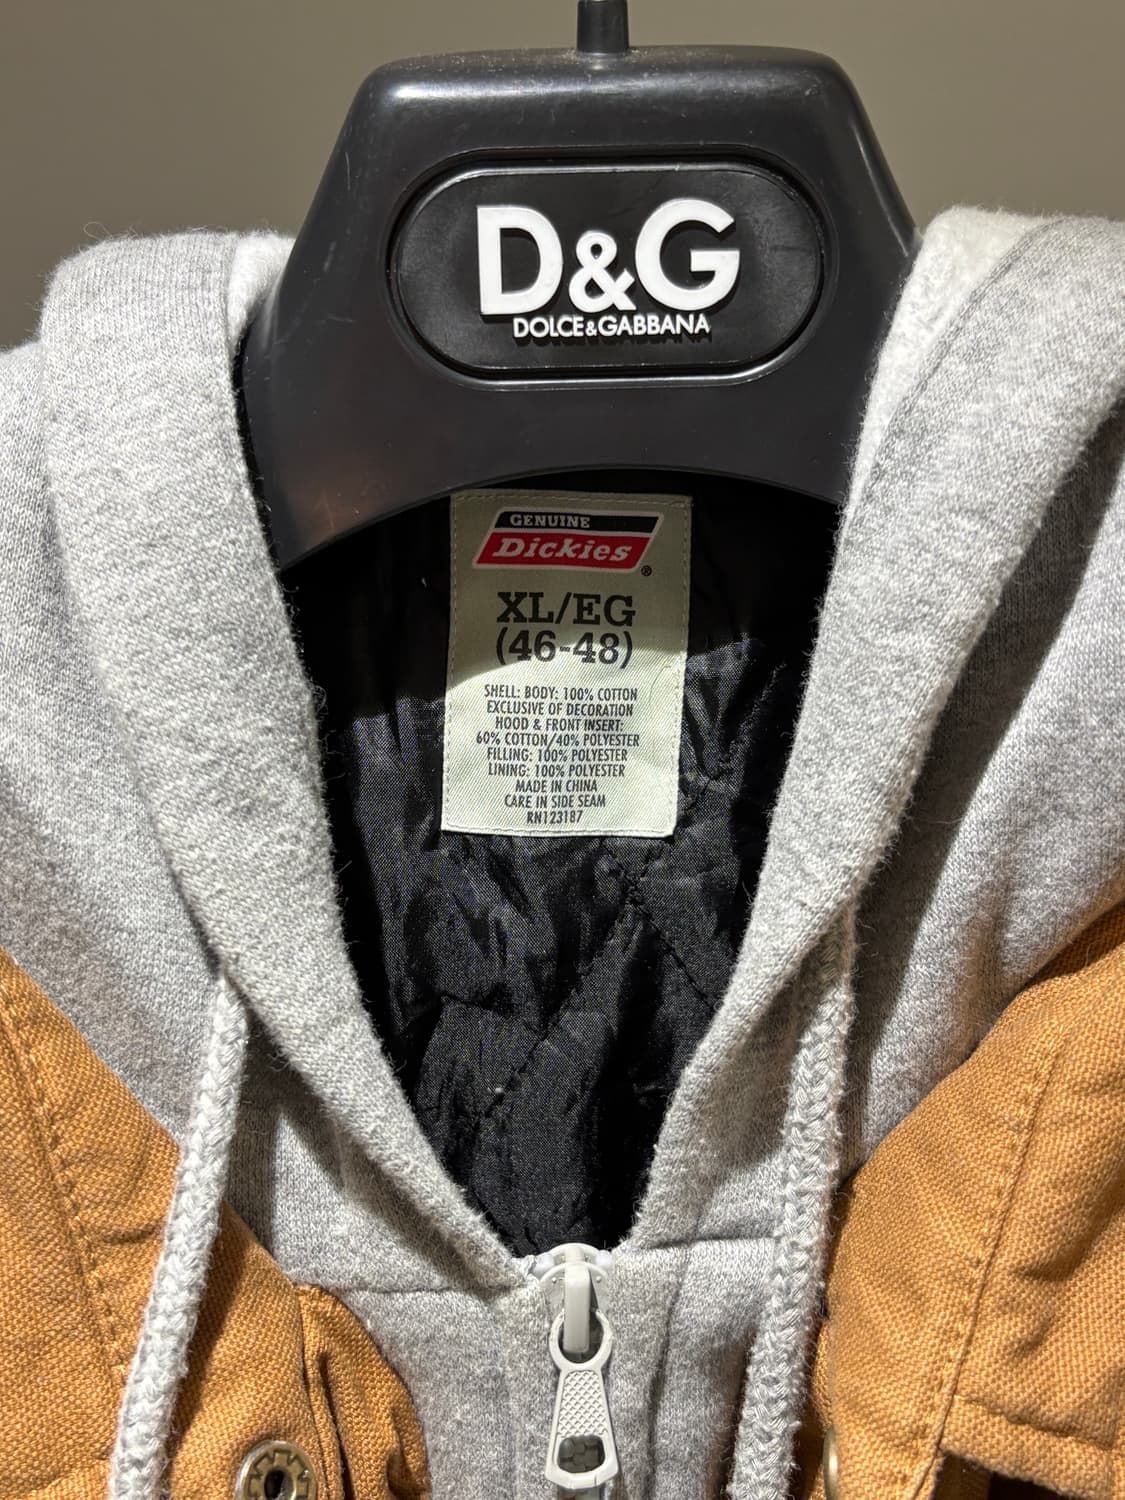 D&G
DOLCE&GABBANA
GENUINE
Dickies®
XL/EG
(46-48)
SHELL: BODY: 100% COTTON
EXCLUSIVE OF DECORATION
HOOD & FRONT INSERT:
60% COTTON/40% POLYESTER
FILLING: 100% POLYESTER
LINING: 100% POLYESTER
MADE IN CHINA
CARE IN SIDE SEAM
RN123187